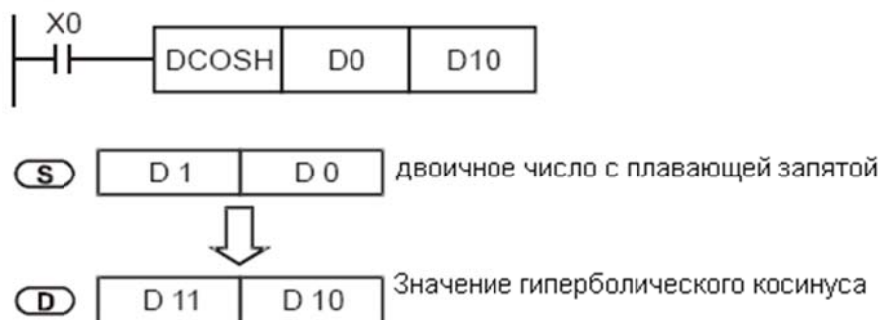 X0
DCOSH D0 D10
S D 1 D 0 двоичное число с плавающей запятой
D D 11 D 10 Значение гиперболического косинуса